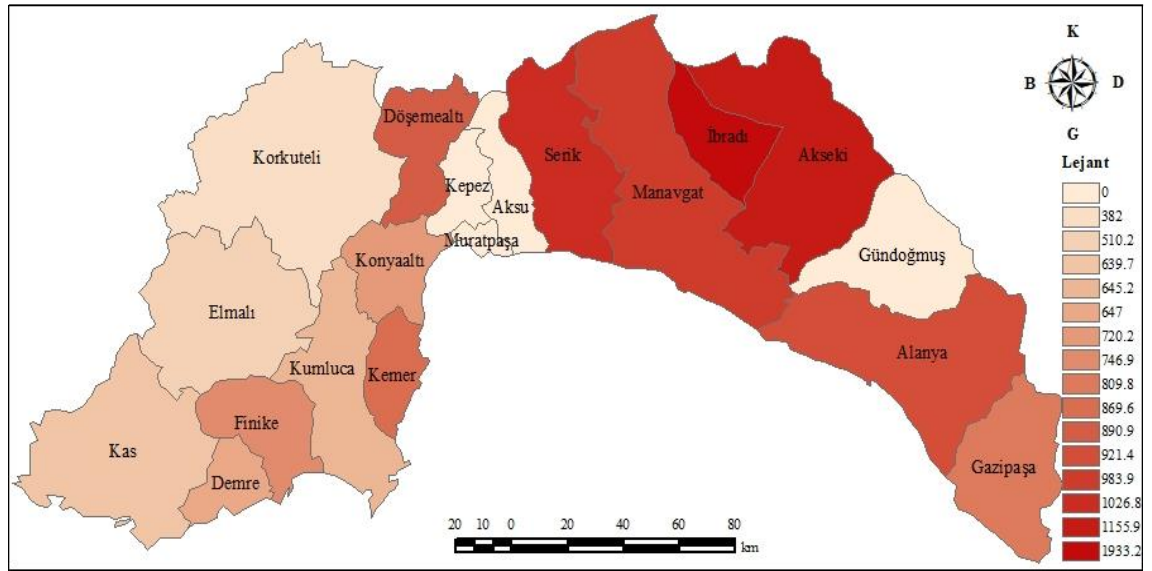 K
B
D
G
Lejant
0
382
510.2
639.7
645.2
647
720.2
746.9
809.8
869.6
890.9
921.4
983.9
1026.8
1155.9
1933.2
Döşemealtı
Korkuteli
Serik
İbradı
Akseki
Kepez
Manavgat
Aksu
Muratpaşa
Konyaaltı
Gündoğmuş
Elmalı
Alanya
Kumluca
Kemer
Finike
Kas
Gazipaşa
Demre
20 10 0 20 40 60 80
km